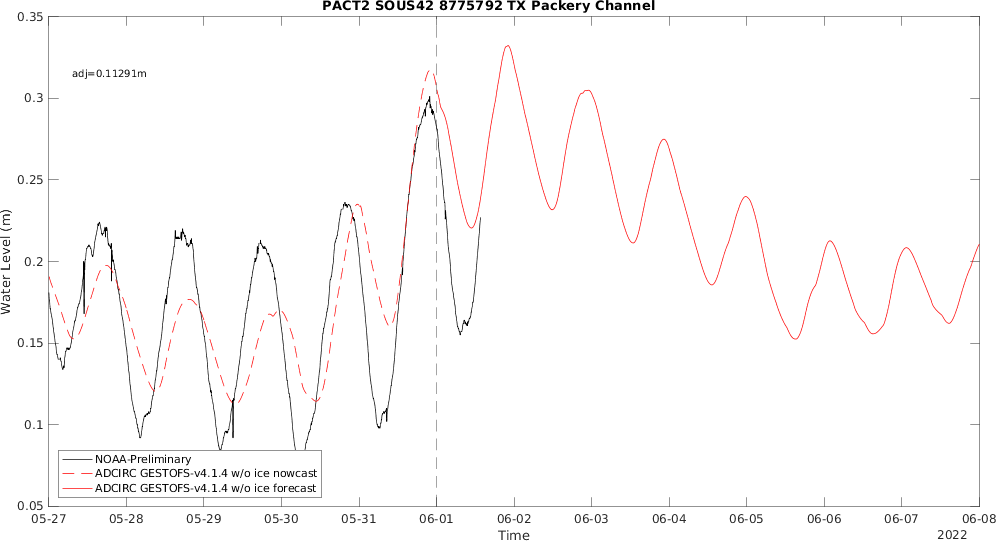 PACT2 SOUS42 8775792 TX Packery Channel
adj=0.11291m
Water Level (m)
0.35
0.3
0.25
0.2
0.15
0.1
0.05
NOAA-Preliminary
ADCIRC GESTOFS-v4.1.4 w/o ice nowcast
ADCIRC GESTOFS-v4.1.4 w/o ice forecast
05-27 05-28 05-29 05-30 05-31 06-01 06-02 06-03 06-04 06-05 06-06 06-07 06-08
Time
2022